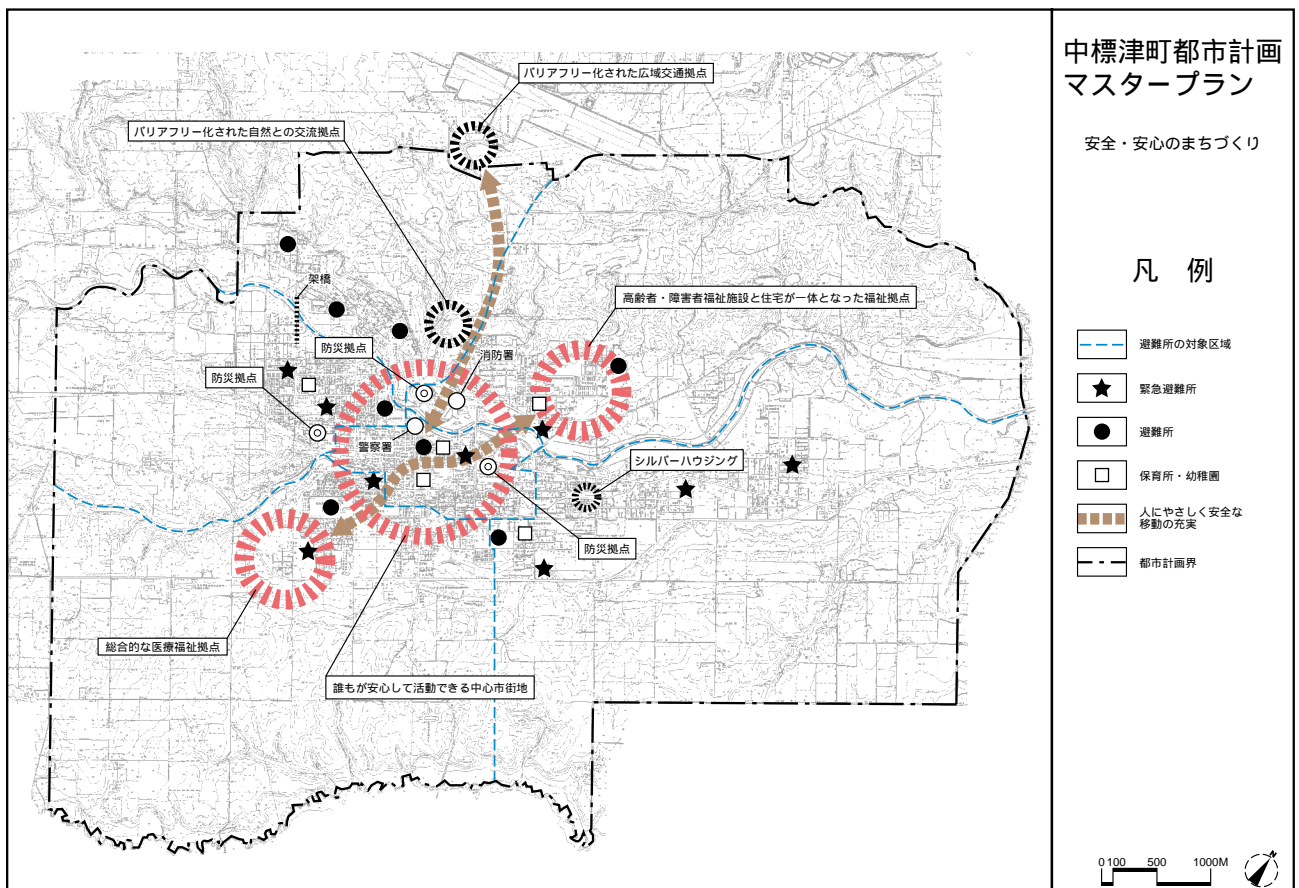 中標津町都市計画
マスタープラン
安全・安心のまちづくり
凡 例
避難所の対象区域
緊急避難所
避難所
保育所・幼稚園
人にやさしく安全な
移動の充実
都市計画界
0 100 500 1000M
N
バリアフリー化された広域交通拠点
バリアフリー化された自然との交流拠点
架橋
高齢者・障害者福祉施設と住宅が一体となった福祉拠点
防災拠点
消防署
防災拠点
警察署
シルバーハウジング
防災拠点
総合的な医療福祉拠点
誰もが安心して活動できる中心市街地